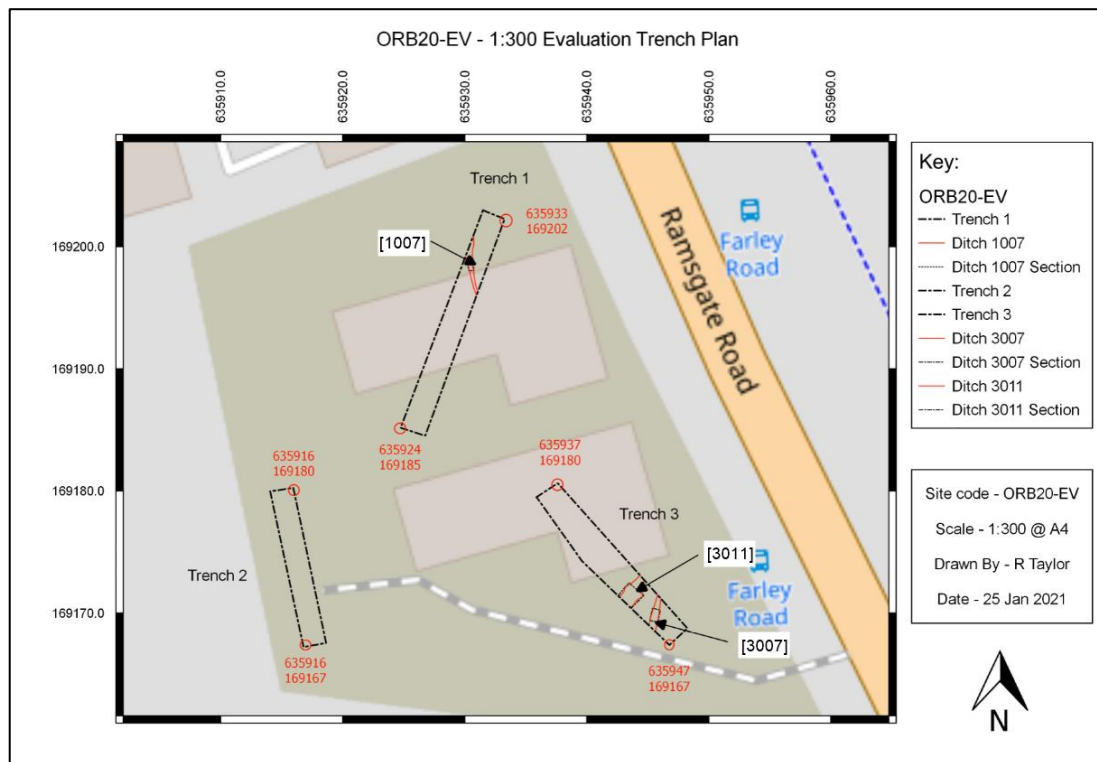 ORB20-EV - 1:300 Evaluation Trench Plan
635910.0
635920.0
635930.0
635940.0
635950.0
635960.0
169200.0
169190.0
169180.0
169170.0
Trench 1
635933
169202
[1007]
Farley
Road
Ramsgate Road
635924
169185
635916
169180
635937
169180
Trench 3
[3011]
Trench 2
Farley
Road
[3007]
635916
169167
635947
169167
Key:
ORB20-EV
Trench 1
Ditch 1007
Ditch 1007 Section
Trench 2
Trench 3
Ditch 3007
Ditch 3007 Section
Ditch 3011
Ditch 3011 Section
Site code - ORB20-EV
Scale - 1:300 @ A4
Drawn By - R Taylor
Date - 25 Jan 2021
N